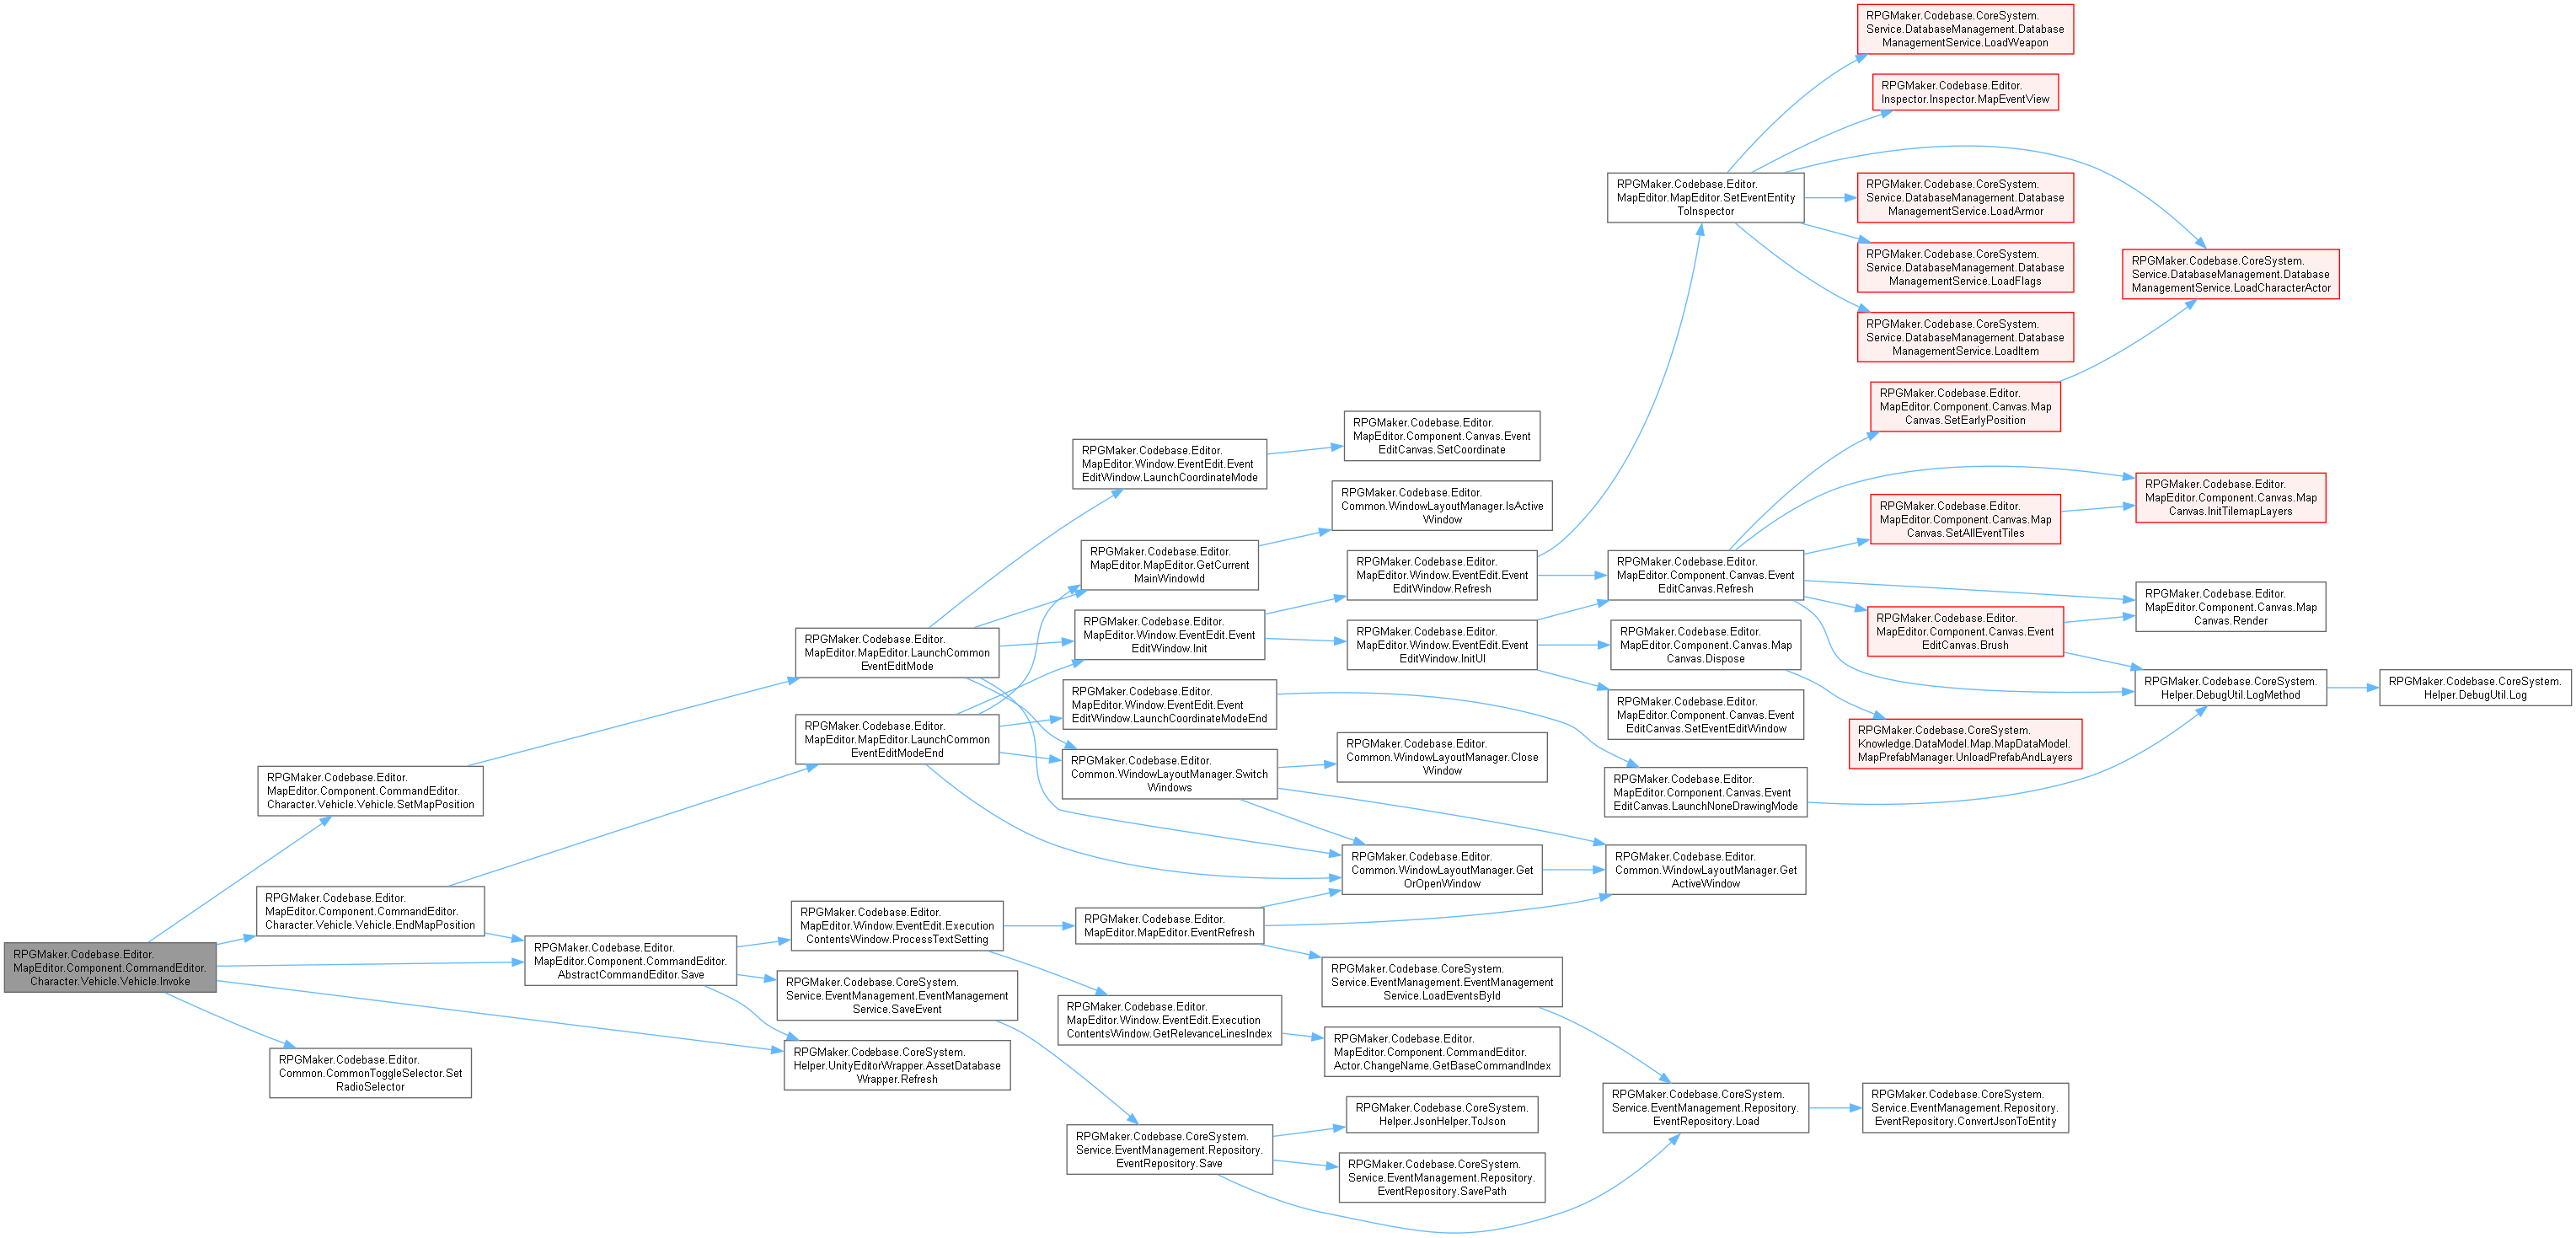 RPGMaker.Codebase.Editor.
MapEditor.Component.CommandEditor.
Character.Vehicle.Vehicle.Invoke
RPGMaker.Codebase.Editor.
MapEditor.Component.CommandEditor.
Character.Vehicle.Vehicle.SetMapPosition
RPGMaker.Codebase.Editor.
MapEditor.Component.CommandEditor.
Character.Vehicle.Vehicle.EndMapPosition
RPGMaker.Codebase.Editor.
Common.CommonToggleSelector.Set
RadioSelector
RPGMaker.Codebase.Editor.
MapEditor.Component.CommandEditor.
AbstractCommandEditor.Save
RPGMaker.Codebase.Editor.
MapEditor.MapEditor.LaunchCommon
EventEditMode
RPGMaker.Codebase.Editor.
MapEditor.MapEditor.LaunchCommon
EventEditModeEnd
RPGMaker.Codebase.Editor.
MapEditor.Window.EventEdit.Execution
ContentsWindow.ProcessTextSetting
RPGMaker.Codebase.CoreSystem.
Service.EventManagement.EventManagement
Service.SaveEvent
RPGMaker.Codebase.CoreSystem.
Helper.UnityEditorWrapper.AssetDatabase
Wrapper.Refresh
RPGMaker.Codebase.Editor.
MapEditor.Window.EventEdit.Event
EditWindow.LaunchCoordinateMode
RPGMaker.Codebase.Editor.
MapEditor.MapEditor.GetCurrent
MainWindowId
RPGMaker.Codebase.Editor.
MapEditor.Window.EventEdit.Event
EditWindow.Init
RPGMaker.Codebase.Editor.
MapEditor.Window.EventEdit.Event
EditWindow.LaunchCoordinateModeEnd
RPGMaker.Codebase.Editor.
Common.WindowLayoutManager.Switch
Windows
RPGMaker.Codebase.Editor.
MapEditor.MapEditor.EventRefresh
RPGMaker.Codebase.Editor.
MapEditor.Window.EventEdit.Execution
ContentsWindow.GetRelevanceLinesIndex
RPGMaker.Codebase.CoreSystem.
Service.EventManagement.Repository.
EventRepository.Save
RPGMaker.Codebase.Editor.
MapEditor.Component.Canvas.Event
EditCanvas.SetCoordinate
RPGMaker.Codebase.Editor.
Common.WindowLayoutManager.IsActive
Window
RPGMaker.Codebase.Editor.
MapEditor.Window.EventEdit.Event
EditWindow.Refresh
RPGMaker.Codebase.Editor.
MapEditor.Window.EventEdit.Event
EditWindow.InitUI
RPGMaker.Codebase.Editor.
Common.WindowLayoutManager.Close
Window
RPGMaker.Codebase.Editor.
Common.WindowLayoutManager.Get
OrOpenWindow
RPGMaker.Codebase.CoreSystem.
Service.EventManagement.EventManagement
Service.LoadEventsById
RPGMaker.Codebase.Editor.
MapEditor.Component.CommandEditor.
Actor.ChangeName.GetBaseCommandIndex
RPGMaker.Codebase.CoreSystem.
Helper.JsonHelper.ToJson
RPGMaker.Codebase.CoreSystem.
Service.EventManagement.Repository.
EventRepository.SavePath
RPGMaker.Codebase.Editor.
MapEditor.MapEditor.SetEventEntity
ToInspector
RPGMaker.Codebase.Editor.
MapEditor.Component.Canvas.Event
EditCanvas.Refresh
RPGMaker.Codebase.Editor.
MapEditor.Component.Canvas.Map
Canvas.Dispose
RPGMaker.Codebase.Editor.
MapEditor.Component.Canvas.Event
EditCanvas.SetEventEditWindow
RPGMaker.Codebase.Editor.
MapEditor.Component.Canvas.Event
EditCanvas.LaunchNoneDrawingMode
RPGMaker.Codebase.Editor.
Common.WindowLayoutManager.Get
ActiveWindow
RPGMaker.Codebase.CoreSystem.
Service.EventManagement.Repository.
EventRepository.Load
RPGMaker.Codebase.CoreSystem.
Service.DatabaseManagement.Database
ManagementService.LoadWeapon
RPGMaker.Codebase.Editor.
Inspector.Inspector.MapEventView
RPGMaker.Codebase.CoreSystem.
Service.DatabaseManagement.Database
ManagementService.LoadArmor
RPGMaker.Codebase.CoreSystem.
Service.DatabaseManagement.Database
ManagementService.LoadFlags
RPGMaker.Codebase.CoreSystem.
Service.DatabaseManagement.Database
ManagementService.LoadItem
RPGMaker.Codebase.Editor.
MapEditor.Component.Canvas.Map
Canvas.SetEarlyPosition
RPGMaker.Codebase.Editor.
MapEditor.Component.Canvas.Map
Canvas.SetAllEventTiles
RPGMaker.Codebase.Editor.
MapEditor.Component.Canvas.Event
EditCanvas.Brush
RPGMaker.Codebase.CoreSystem.
Knowledge.DataModel.Map.MapDataModel.
MapPrefabManager.UnloadPrefabAndLayers
RPGMaker.Codebase.CoreSystem.
Service.EventManagement.Repository.
EventRepository.ConvertJsonToEntity
RPGMaker.Codebase.CoreSystem.
Service.DatabaseManagement.Database
ManagementService.LoadCharacterActor
RPGMaker.Codebase.Editor.
MapEditor.Component.Canvas.Map
Canvas.InitTilemapLayers
RPGMaker.Codebase.Editor.
MapEditor.Component.Canvas.Map
Canvas.Render
RPGMaker.Codebase.CoreSystem.
Helper.DebugUtil.LogMethod
RPGMaker.Codebase.CoreSystem.
Helper.DebugUtil.Log